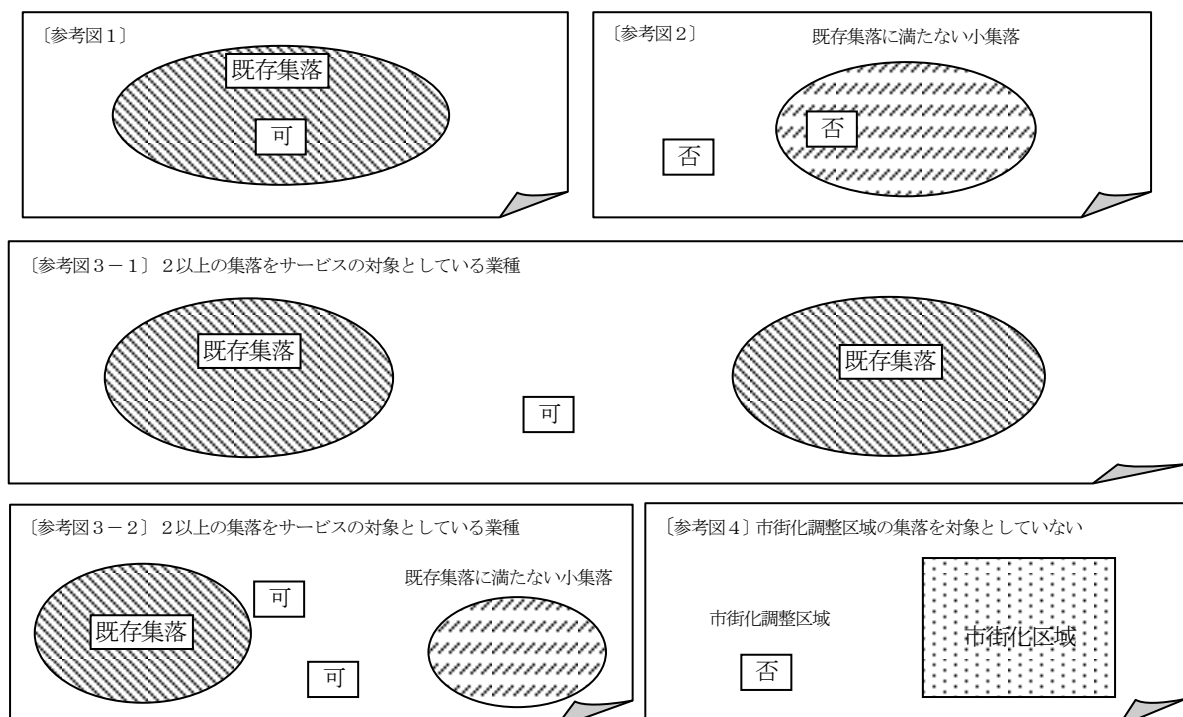 〔参考図1〕
既存集落
可
〔参考図2〕
既存集落に満たない小集落
否
否
〔参考図3-1〕2以上の集落をサービスの対象としている業種
既存集落
既存集落
可
〔参考図3-2〕2以上の集落をサービスの対象としている業種
既存集落に満たない小集落
可
既存集落
可
〔参考図4〕市街化調整区域の集落を対象としていない
市街化調整区域
市街化区域
否